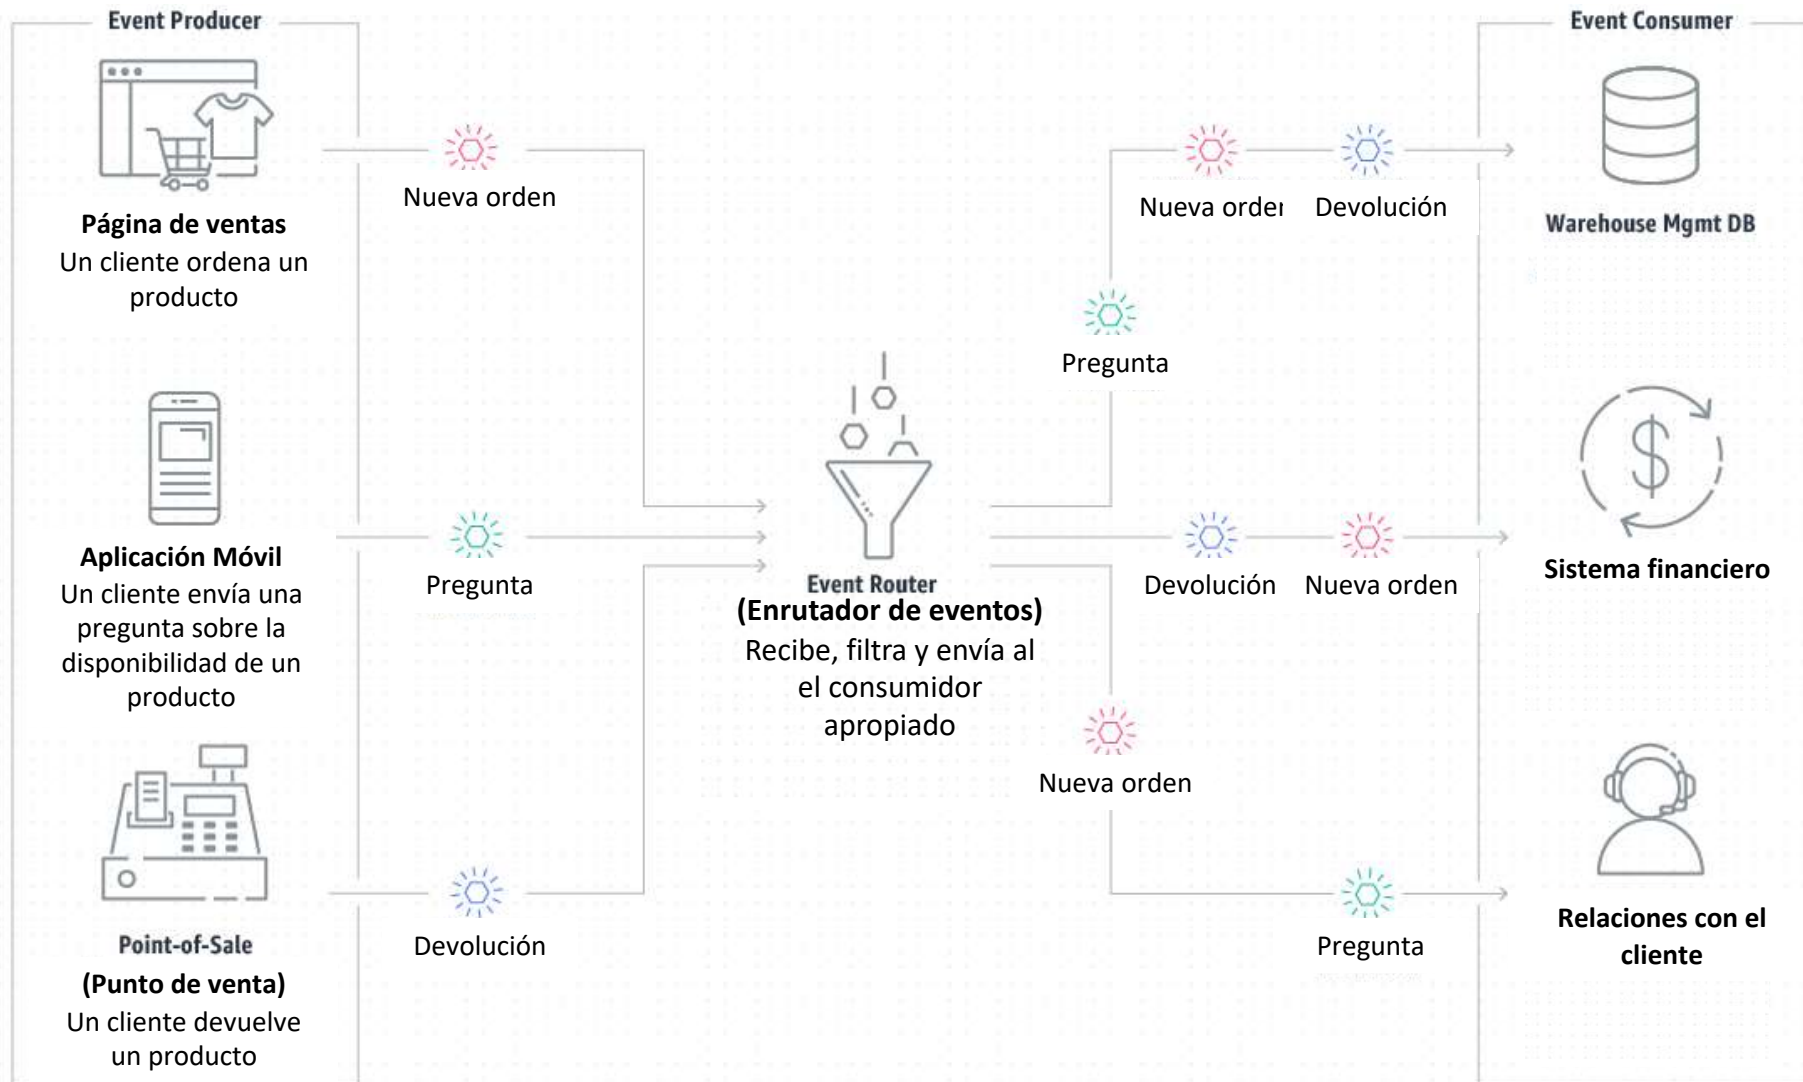 Event Producer
Página de ventas
Un cliente ordena un
producto
Aplicación Móvil
Un cliente envía una
pregunta sobre la
disponibilidad de un
producto
Point-of-Sale
(Punto de venta)
Un cliente devuelve
un producto
Nueva orden
Pregunta
Devolución
Event Router
(Enrutador de eventos)
Recibe, filtra y envía al
el consumidor
apropiado
Nueva orden
Devolución
Pregunta
Devolución
Nueva orden
Nueva orden
Pregunta
Event Consumer
Warehouse Mgmt DB
Sistema financiero
Relaciones con el
cliente